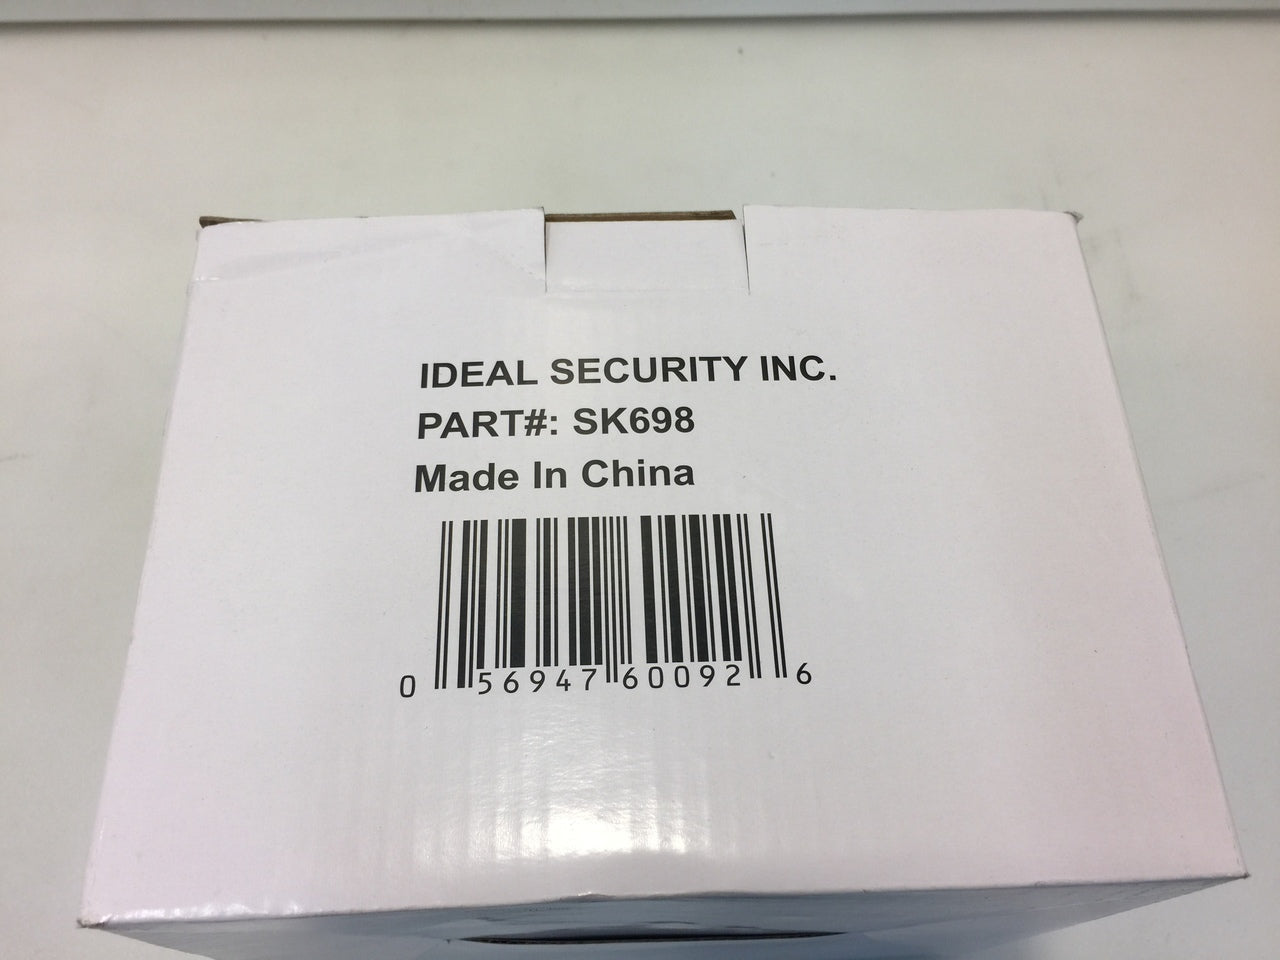 IDEAL SECURITY INC.
PART#: SK698
Made In China
0 56947 60092 6